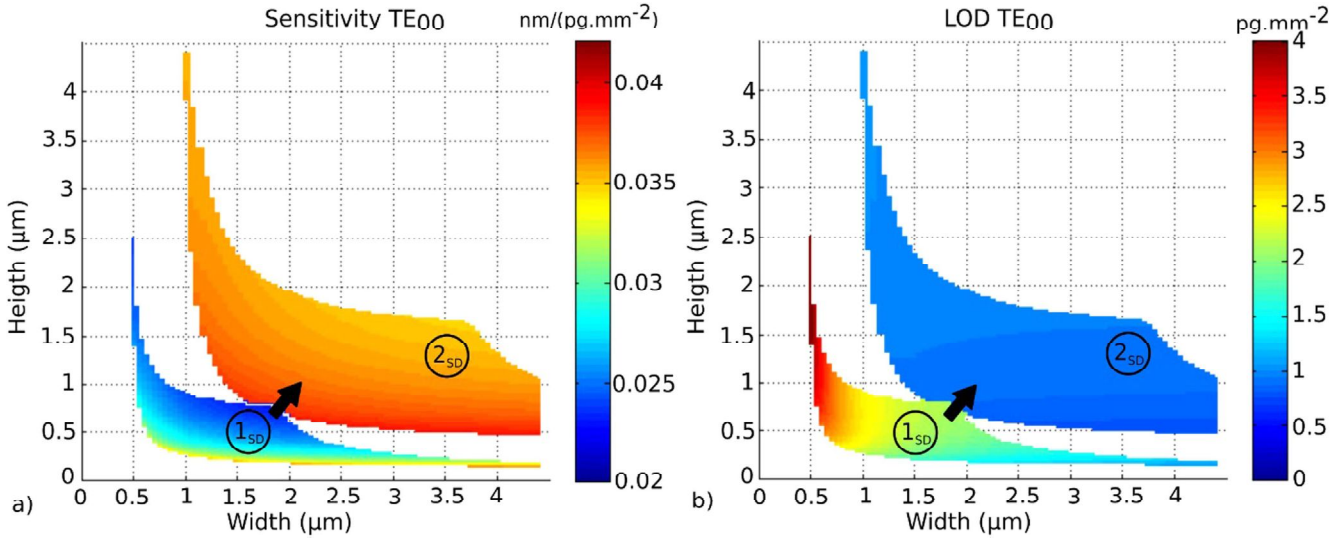 Sensitivity TE00
nm/(pg.mm-2)
4
3.5
3
2.5
2
1.5
1
0.5
0
Heigth (µm)
0 0.5 1 1.5 2 2.5 3 3.5 4
Width (µm)
1SD
2SD
0.04
0.035
0.03
0.025
0.02
a)
LOD TE00
pg.mm-2
4
3.5
3
2.5
2
1.5
1
0.5
0
Heigth (µm)
0 0.5 1 1.5 2 2.5 3 3.5 4
Width (µm)
1SD
2SD
4
3.5
3
2.5
2
1.5
1
0.5
0
b)